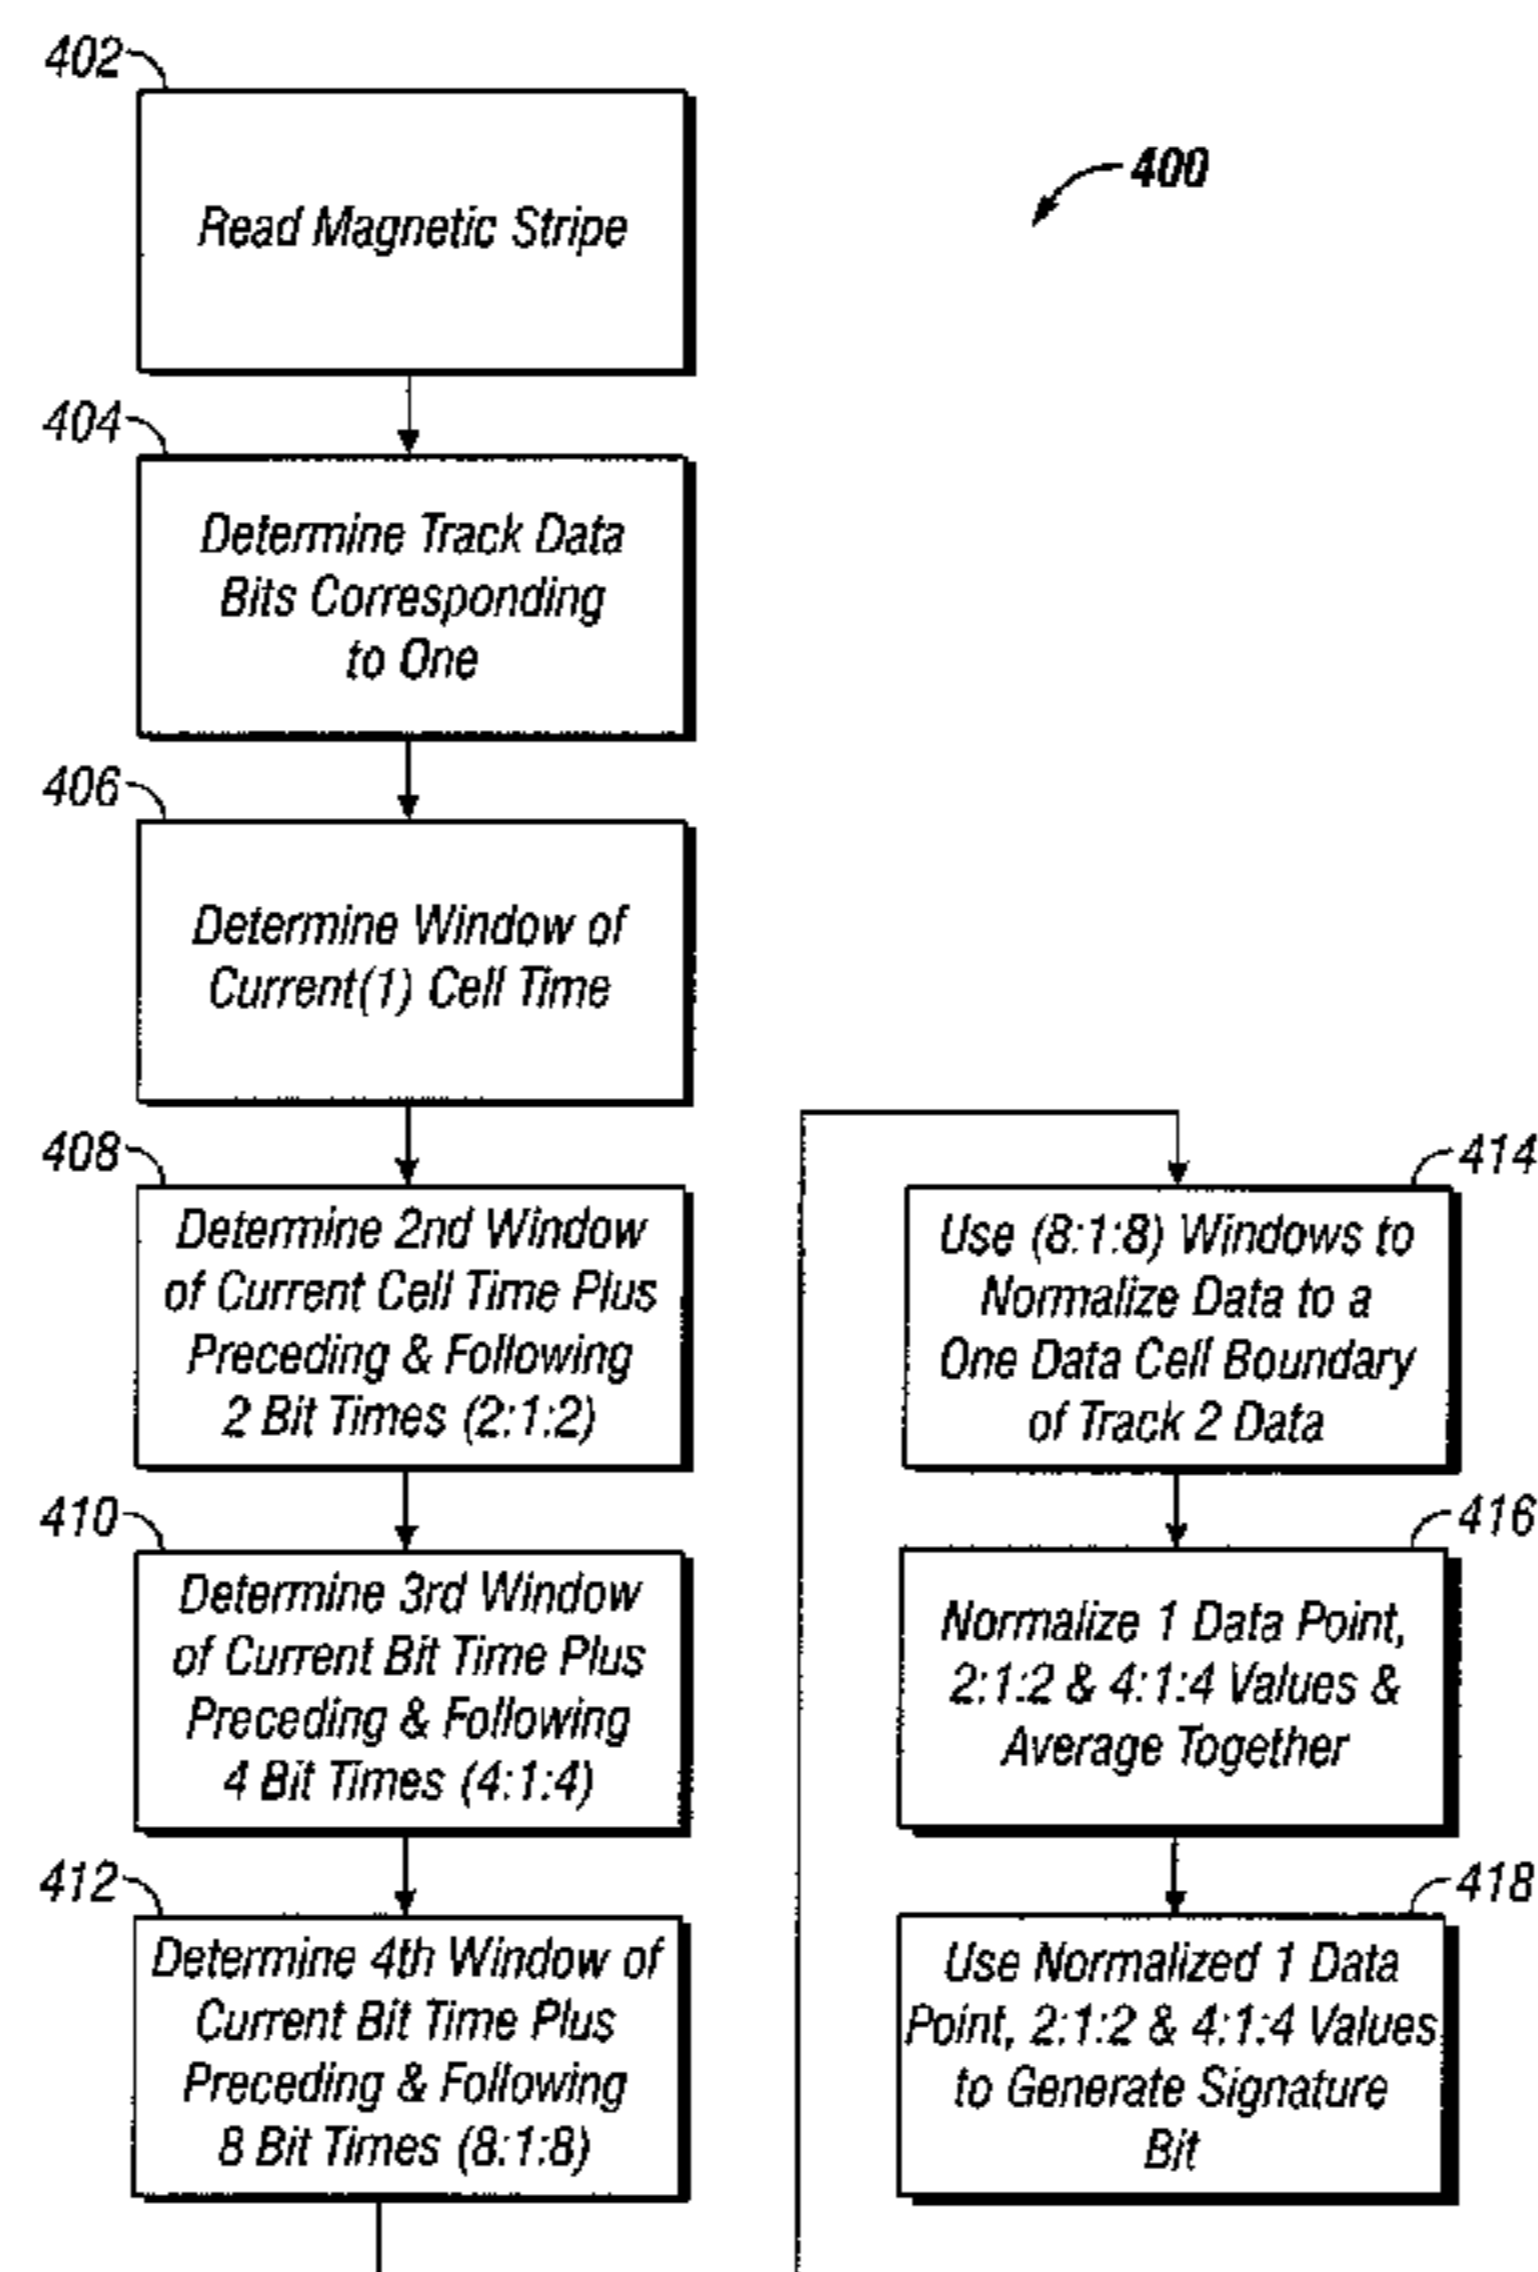 402
Read Magnetic Stripe
400
404
Determine Track Data
Bits Corresponding
to One
406
Determine Window of
Current(1) Cell Time
408
Determine 2nd Window
of Current Cell Time Plus
Preceding & Following
2 Bit Times (2:1:2)
410
Determine 3rd Window
of Current Bit Time Plus
Preceding & Following
4 Bit Times (4:1:4)
412
Determine 4th Window of
Current Bit Time Plus
Preceding & Following
8 Bit Times (8:1:8)
414
Use (8:1:8) Windows to
Normalize Data to a
One Data Cell Boundary
of Track 2 Data
416
Normalize 1 Data Point,
2:1:2 & 4:1:4 Values &
Average Together
418
Use Normalized 1 Data
Point, 2:1:2 & 4:1:4 Values
to Generate Signature
Bit